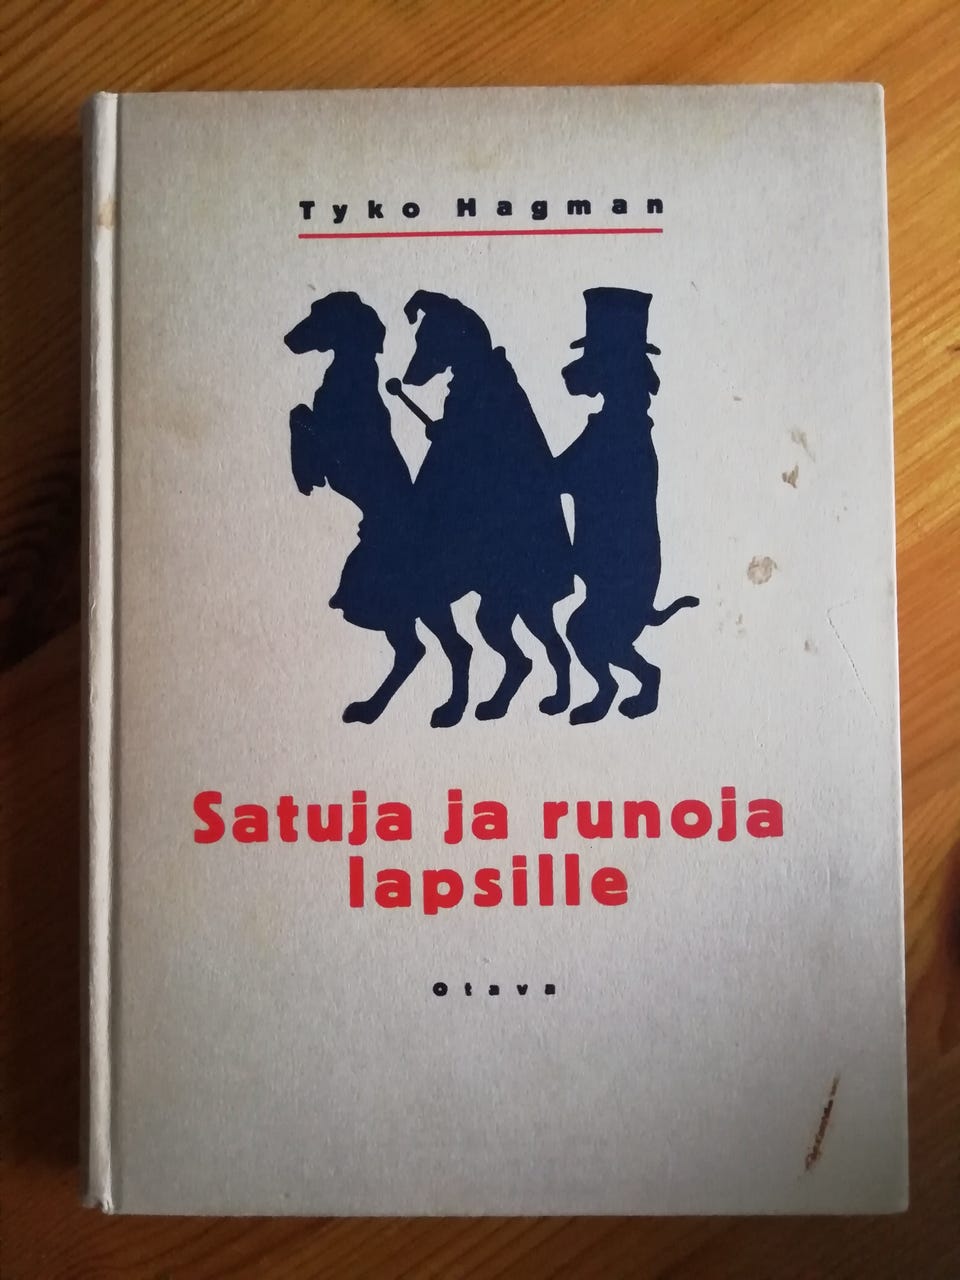 Tyko Hagman
Satuja ja runoja
lapsille
Otava